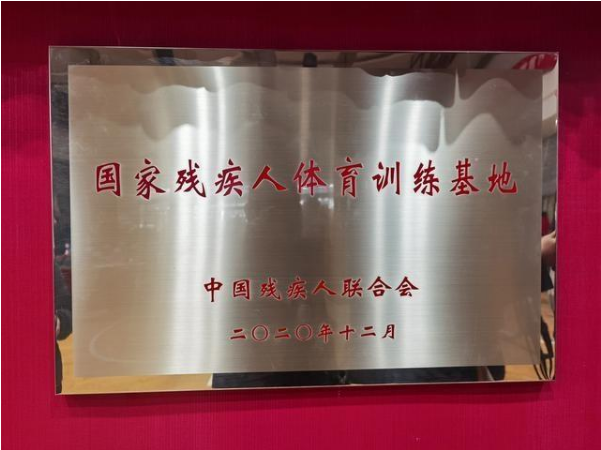 国家残疾人体育训练基地
中国残疾人联合会
二〇二〇年十二月